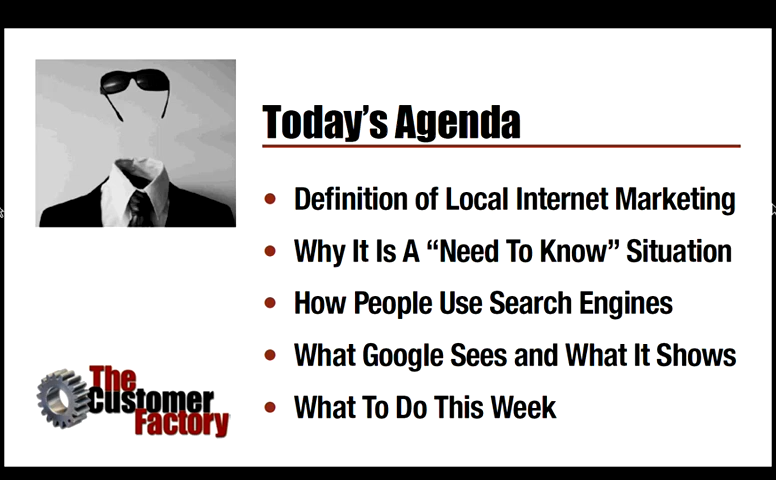 Today's Agenda
Definition of Local Internet Marketing
Why It Is A “Need To Know” Situation
How People Use Search Engines
What Google Sees and What It Shows
What To Do This Week
The
Customer
Factory